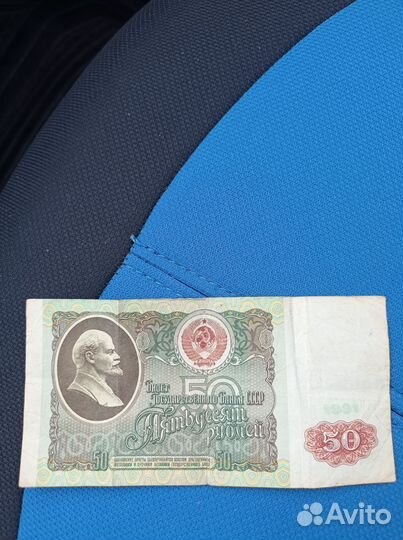 БИЛЕТ
ГОСУДАРСТВЕННОГО БАНКА СССР
50
ПЯТЬДЕСЯТ
РУБЛЕЙ
1991
50
50
50
Avito